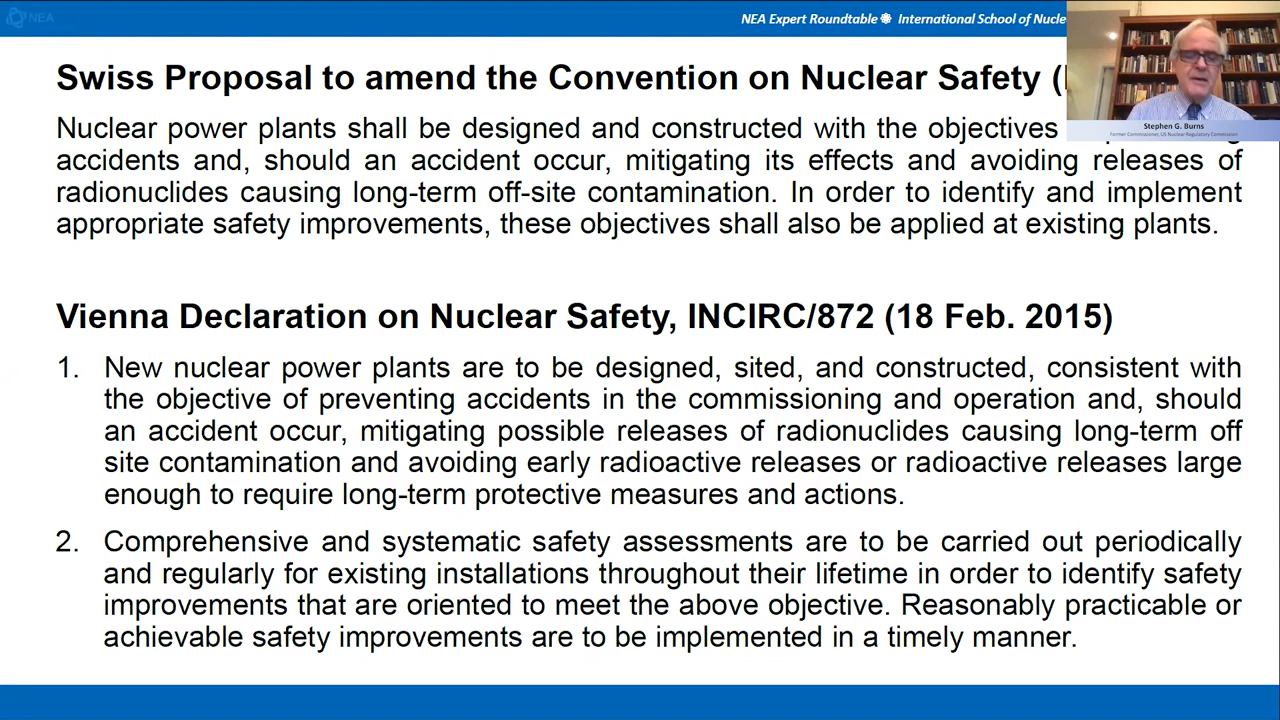 NEA
NEA Expert Roundtable ❋ International School of Nucle
Stephen G. Burns
Former Commissioner, US Nuclear Regulatory Commission
Swiss Proposal to amend the Convention on Nuclear Safety (
Nuclear power plants shall be designed and constructed with the objectives
accidents and, should an accident occur, mitigating its effects and avoiding releases of
radionuclides causing long-term off-site contamination. In order to identify and implement
appropriate safety improvements, these objectives shall also be applied at existing plants.
Vienna Declaration on Nuclear Safety, INCIRC/872 (18 Feb. 2015)
1. New nuclear power plants are to be designed, sited, and constructed, consistent with
the objective of preventing accidents in the commissioning and operation and, should
an accident occur, mitigating possible releases of radionuclides causing long-term off
site contamination and avoiding early radioactive releases or radioactive releases large
enough to require long-term protective measures and actions.
2. Comprehensive and systematic safety assessments are to be carried out periodically
and regularly for existing installations throughout their lifetime in order to identify safety
improvements that are oriented to meet the above objective. Reasonably practicable or
achievable safety improvements are to be implemented in a timely manner.